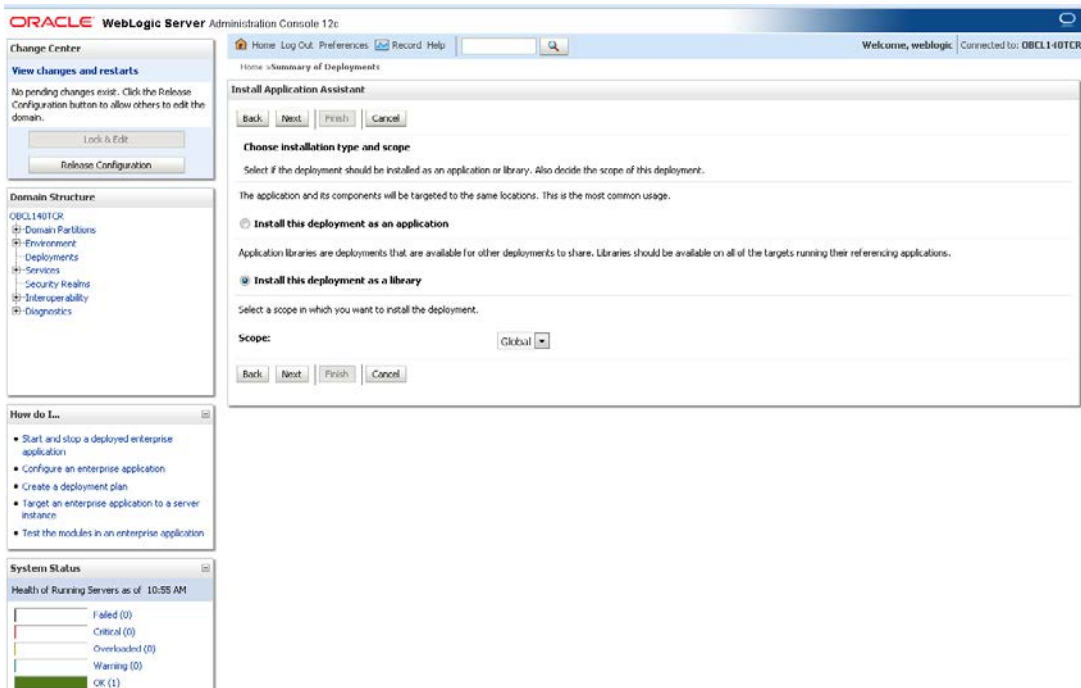 ORACLE WebLogic Server Administration Console 12c
Change Center
View changes and restarts
No pending changes exist. Click the Release
Configuration button to allow others to edit the
domain.
Lock & Edit
Release Configuration
Domain Structure
OBCL140TCR
Domain Partitions
Environment
Deployments
Services
Security Realms
Interoperability
Diagnostics
How do I...
Start and stop a deployed enterprise
application
Configure an enterprise application
Create a deployment plan
Target an enterprise application to a server
instance
Test the modules in an enterprise application
System Status
Health of Running Servers as of 10:55 AM
Failed (0)
Critical (0)
Overloaded (0)
Warning (0)
OK (1)
Home Log Out Preferences Record Help
Welcome, weblogic Connected to: OBCL140TCR
Home >Summary of Deployments
Install Application Assistant
Back Next Finish Cancel
Choose installation type and scope
Select if the deployment should be installed as an application or library. Also decide the scope of this deployment.
The application and its components will be targeted to the same locations. This is the most common usage.
Install this deployment as an application
Application libraries are deployments that are available for other deployments to share. Libraries should be available on all of the targets running their referencing applications.
Install this deployment as a library
Select a scope in which you want to install the deployment.
Scope: Global
Back Next Finish Cancel